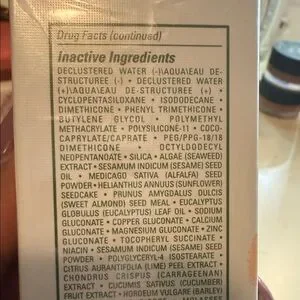 Drug Facts (continued)
Inactive Ingredients
DECLUSTERED WATER (-)\AQUA\EAU DE-
STRUCTUREE (-) • DECLUSTERED WATER
(+)\AQUA\EAU DE-STRUCTUREE (+) •
CYCLOPENTASILOXANE • ISODODECANE •
DIMETHICONE • PHENYL TRIMETHICONE •
BUTYLENE GLYCOL • POLYMETHYL
METHACRYLATE • POLYSILICONE-11 • COCO-
CAPRYLATE/CAPRATE • PEG/PPG-18/18
DIMETHICONE • OCTYLDODECYL
NEOPENTANOATE • SILICA • ALGAE (SEAWEED)
EXTRACT • SESAMUM INDICUM (SESAME) SEED
OIL • MEDICAGO SATIVA (ALFALFA) SEED
POWDER • HELIANTHUS ANNUUS (SUNFLOWER)
SEEDCAKE • PRUNUS AMYGDALUS DULCIS
(SWEET ALMOND) SEED MEAL • EUCALYPTUS
GLOBULUS (EUCALYPTUS) LEAF OIL • SODIUM
GLUCONATE • COPPER GLUCONATE • CALCIUM
GLUCONATE • MAGNESIUM GLUCONATE • ZINC
GLUCONATE • TOCOPHERYL SUCCINATE •
NIACIN • SESAMUM INDICUM (SESAME) SEED
POWDER • POLYGLYCERYL-4 ISOSTEARATE •
CITRUS AURANTIFOLIA (LIME) PEEL EXTRACT •
CHONDRUS CRISPUS (CARRAGEENAN)
EXTRACT • CUCUMIS SATIVUS (CUCUMBER)
FRUIT EXTRACT • HORDEUM VULGARE (BARLEY)
MOLASSES